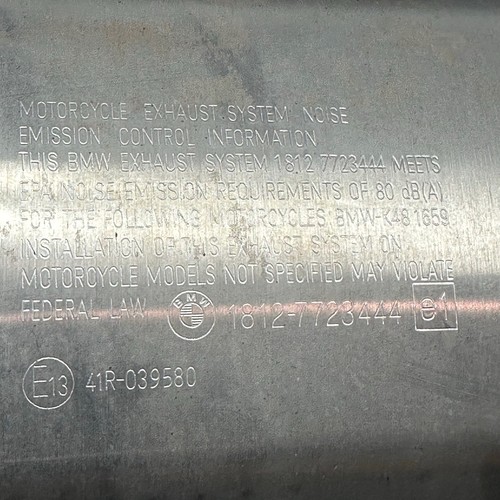 MOTORCYCLE EXHAUST SYSTEM NOISE
EMISSION CONTROL INFORMATION
THIS BMW EXHAUST SYSTEM 1812 7723444 MEETS
EPA NOISE EMISSION REQUIREMENTS OF 80 dB(A)
FOR THE FOLLOWING MOTORCYCLES BMW-K48 1659
INSTALLATION OF THIS EXHAUST SYSTEM ON
MOTORCYCLE MODELS NOT SPECIFIED MAY VIOLATE
FEDERAL LAW BMW 1812-7723444 e1
E13 41R-039580